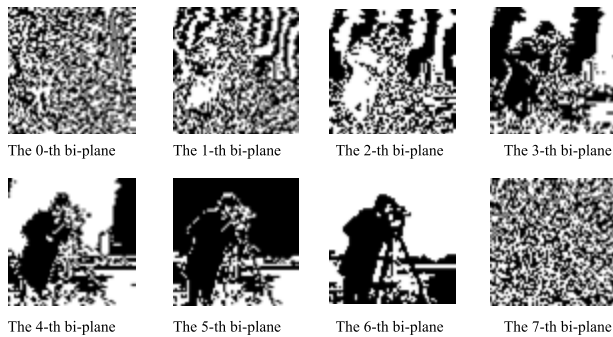 The 0-th bi-plane
The 1-th bi-plane
The 2-th bi-plane
The 3-th bi-plane
The 4-th bi-plane
The 5-th bi-plane
The 6-th bi-plane
The 7-th bi-plane